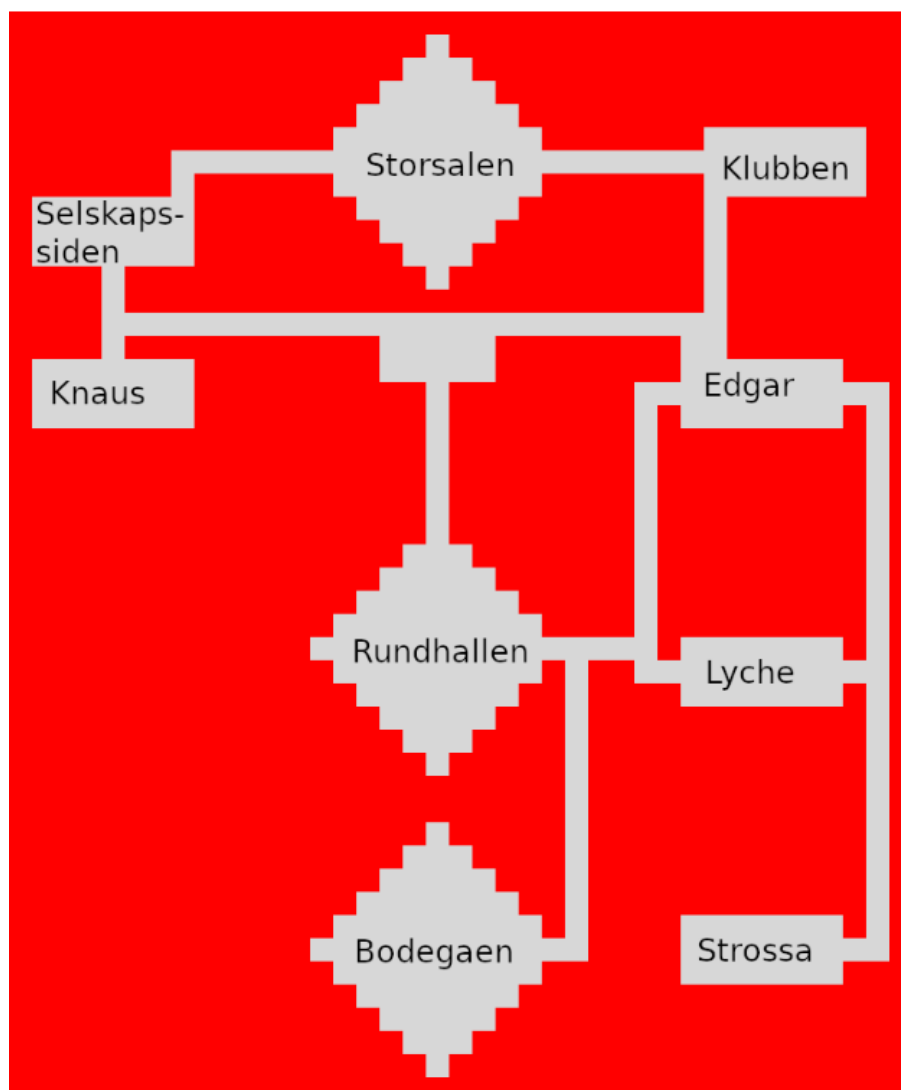 Storsalen
Klubben
Selskaps-
siden
Knaus
Edgar
Rundhallen
Lyche
Bodegaen
Strossa